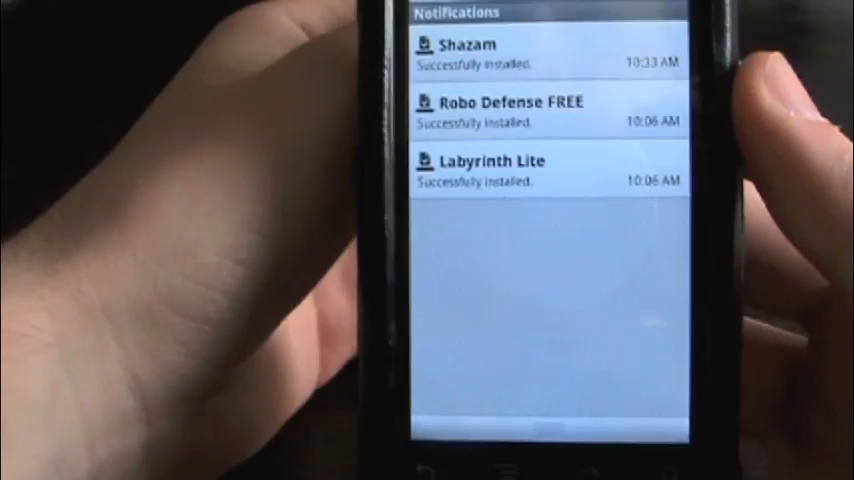 Notifications
Shazam
Successfully installed. 10:33 AM
Robo Defense FREE
Successfully installed. 10:06 AM
Labyrinth Lite
Successfully installed. 10:06 AM